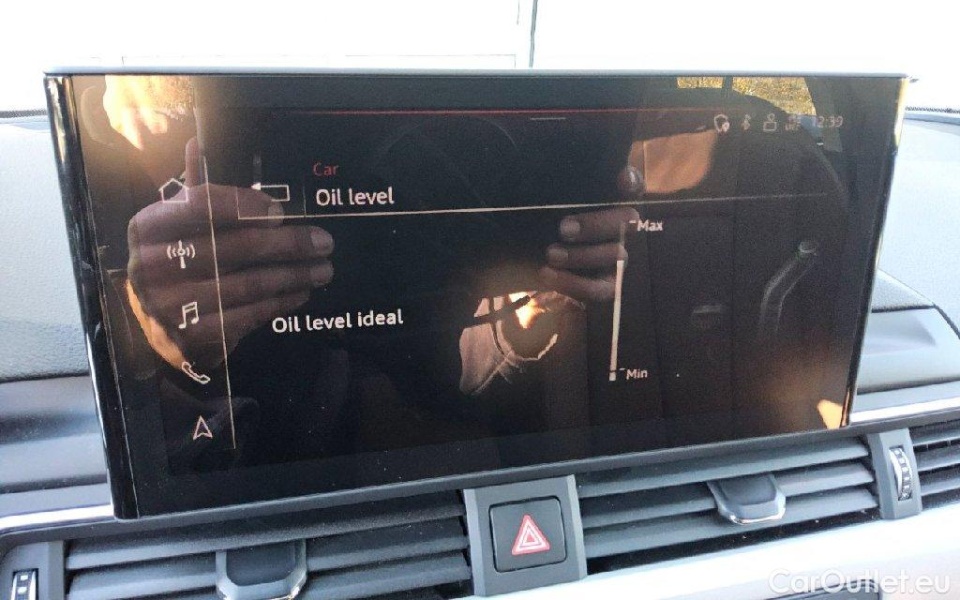 12:39
Car
Oil level
Max
Oil level ideal
Min
CarOutlet.eu